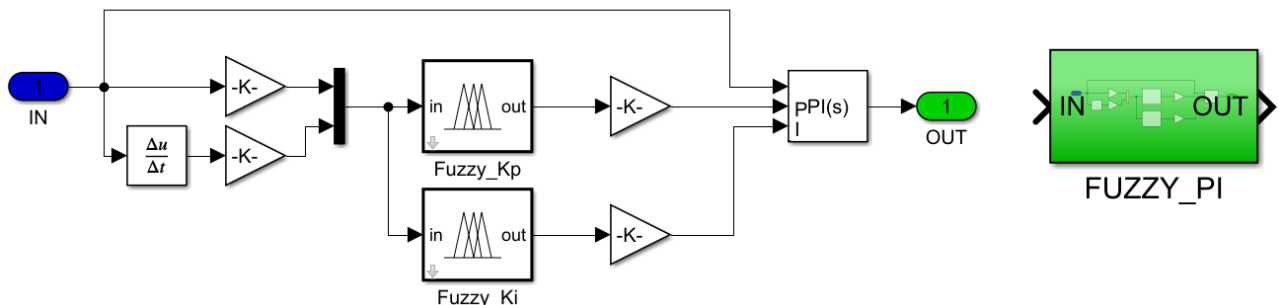 1
IN
-K-
Δu
Δt
-K-
in
out
Fuzzy_Kp
in
out
Fuzzy_Ki
-K-
-K-
PI(s)
P
I
1
OUT
IN
OUT
FUZZY_PI